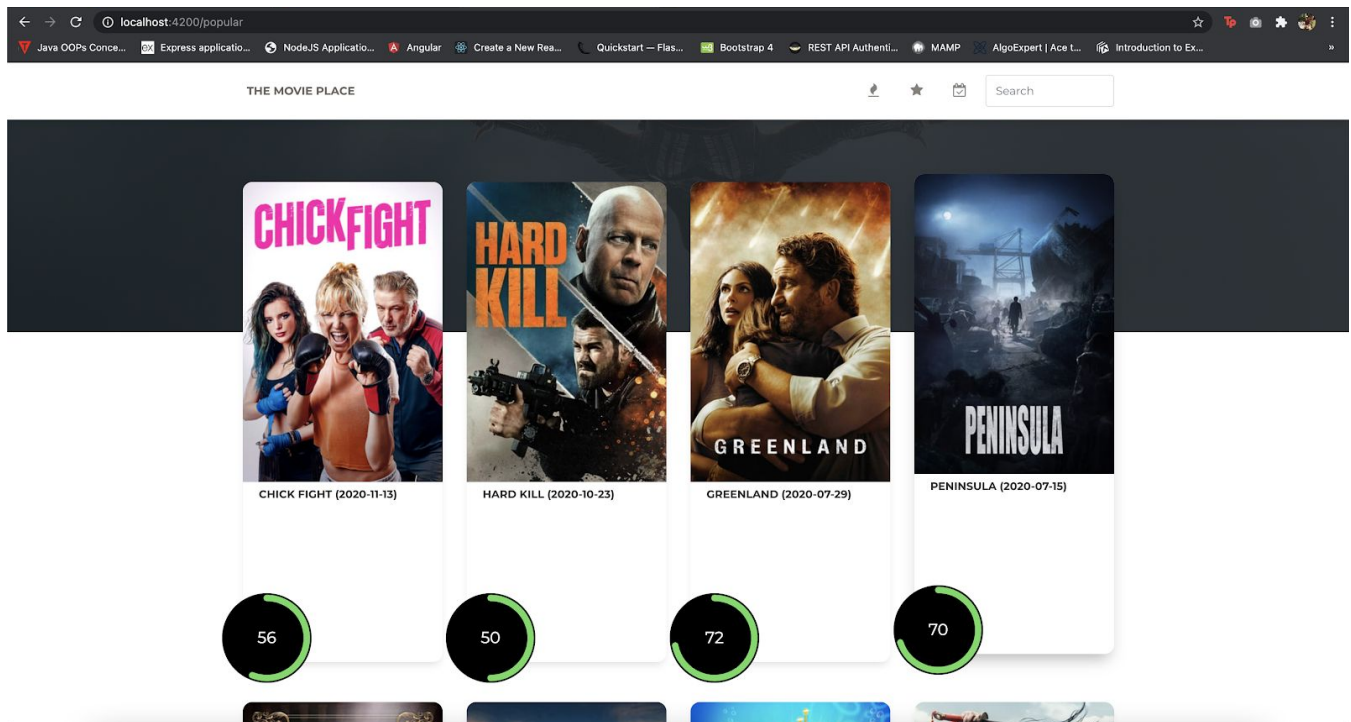 localhost:4200/popular
Java OOPs Conce... ex Express applicatio... NodeJS Applicatio... Angular Create a New Rea... Quickstart — Flas... Bootstrap 4 REST API Authenti... MAMP AlgoExpert | Ace t... Introduction to Ex... »
THE MOVIE PLACE Search
CHICK FIGHT
HARD
KILL
GREENLAND
PENINSULA
CHICK FIGHT (2020-11-13)
HARD KILL (2020-10-23)
GREENLAND (2020-07-29)
PENINSULA (2020-07-15)
56
50
72
70